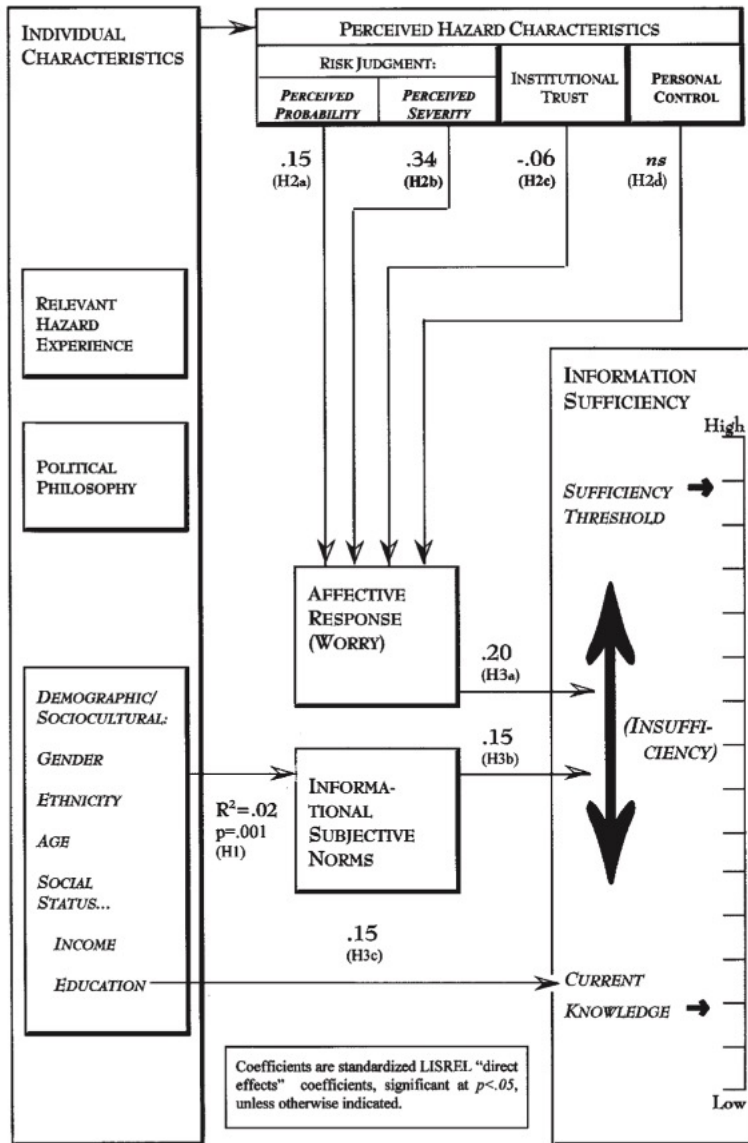 INDIVIDUAL
CHARACTERISTICS
PERCEIVED HAZARD CHARACTERISTICS
RISK JUDGMENT:
PERCEIVED
PROBABILITY
PERCEIVED
SEVERITY
INSTITUTIONAL
TRUST
PERSONAL
CONTROL
.15
(H2a)
.34
(H2b)
-.06
(H2c)
ns
(H2d)
RELEVANT
HAZARD
EXPERIENCE
POLITICAL
PHILOSOPHY
INFORMATION
SUFFICIENCY
High
SUFFICIENCY
THRESHOLD
AFFECTIVE
RESPONSE
(WORRY)
.20
(H3a)
DEMOGRAPHIC/
SOCIOCULTURAL:
GENDER
ETHNICITY
AGE
SOCIAL
STATUS...
INCOME
EDUCATION
R²=.02
p=.001
(H1)
INFORMA-
TIONAL
SUBJECTIVE
NORMS
.15
(H3b)
(INSUFFI-
CIENCY)
.15
(H3c)
CURRENT
KNOWLEDGE
Low
Coefficients are standardized LISREL “direct
effects” coefficients, significant at p<.05,
unless otherwise indicated.